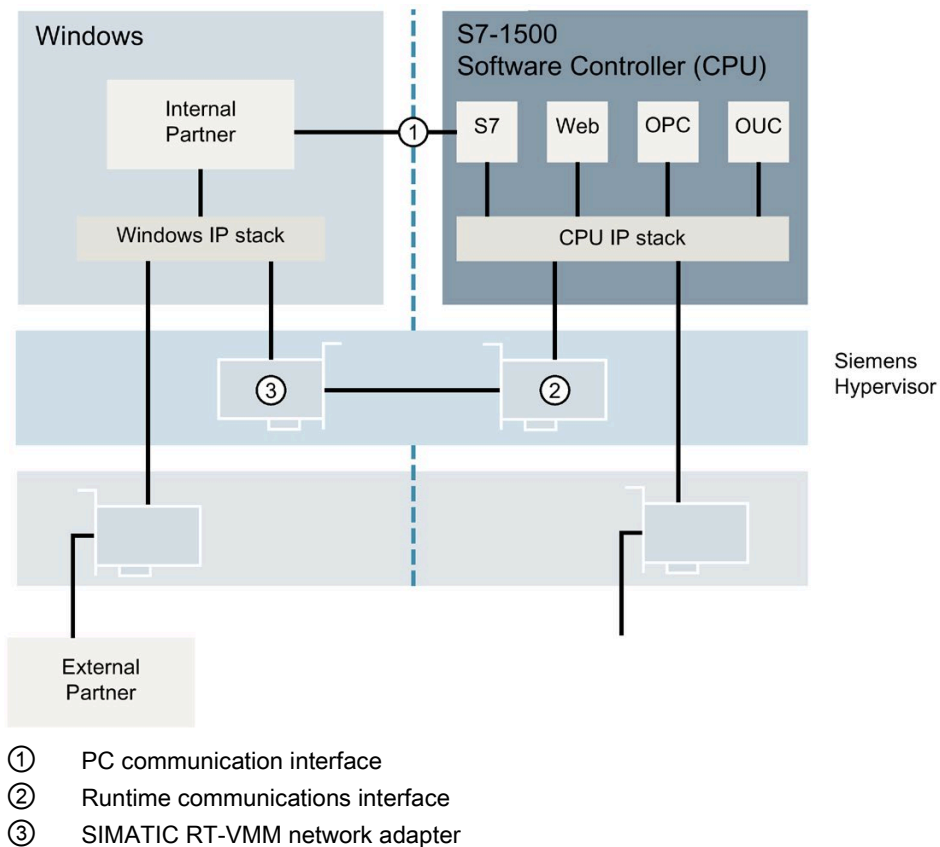 Windows
S7-1500
Software Controller (CPU)
Internal
Partner
①
S7
Web
OPC
OUC
Windows IP stack
CPU IP stack
③
②
Siemens
Hypervisor
External
Partner
① PC communication interface
② Runtime communications interface
③ SIMATIC RT-VMM network adapter